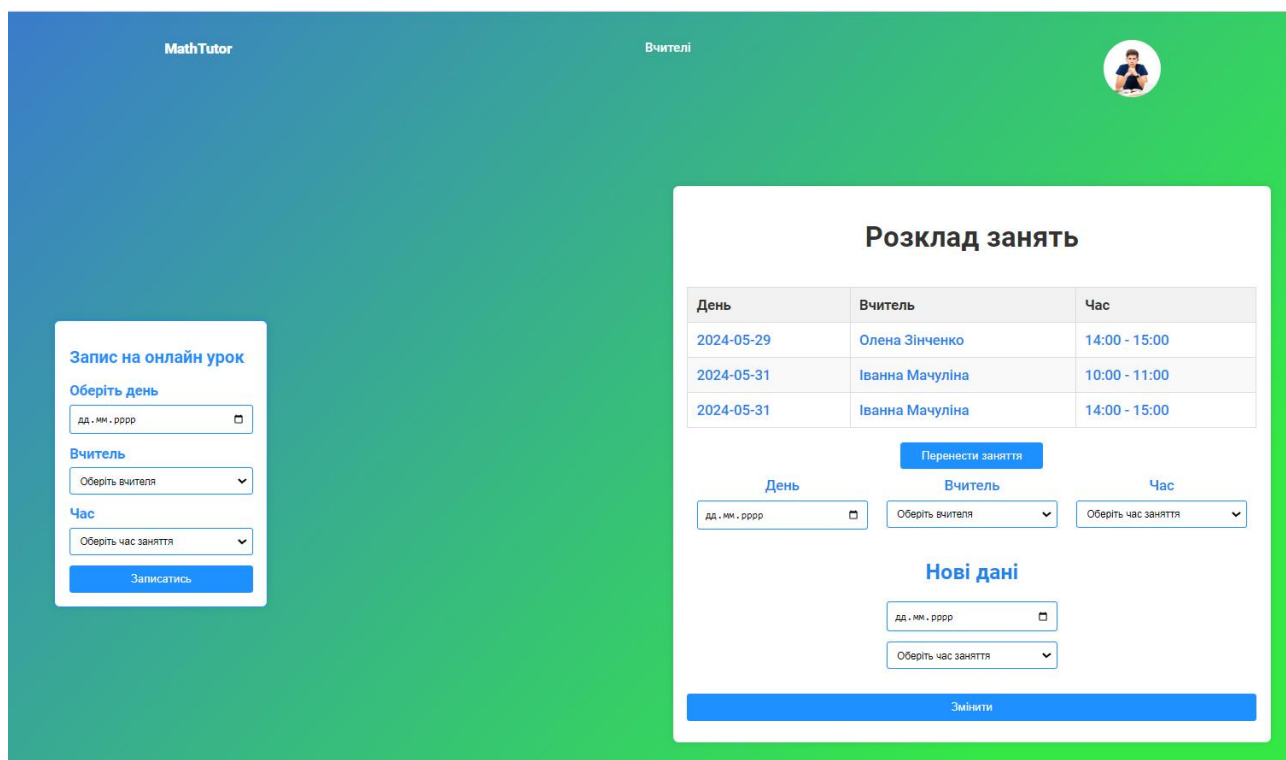 MathTutor
Вчителі
Запис на онлайн урок
Оберіть день
дд.мм.рррр
Вчитель
Оберіть вчителя
Час
Оберіть час заняття
Записатись
Розклад занять
День Вчитель Час
2024-05-29 Олена Зінченко 14:00 - 15:00
2024-05-31 Іванна Мачуліна 10:00 - 11:00
2024-05-31 Іванна Мачуліна 14:00 - 15:00
Перенести заняття
День Вчитель Час
дд.мм.рррр Оберіть вчителя Оберіть час заняття
Нові дані
дд.мм.рррр
Оберіть час заняття
Змінити